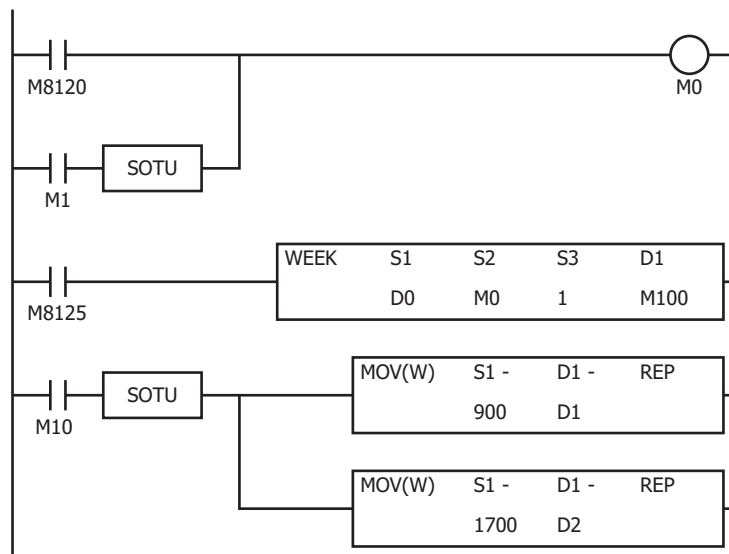 M8120
M0
SOTU
M1
WEEK S1 S2 S3 D1
D0 M0 1 M100
M8125
MOV(W) S1 - D1 - REP
SOTU
900 D1
M10
MOV(W) S1 - D1 - REP
1700 D2